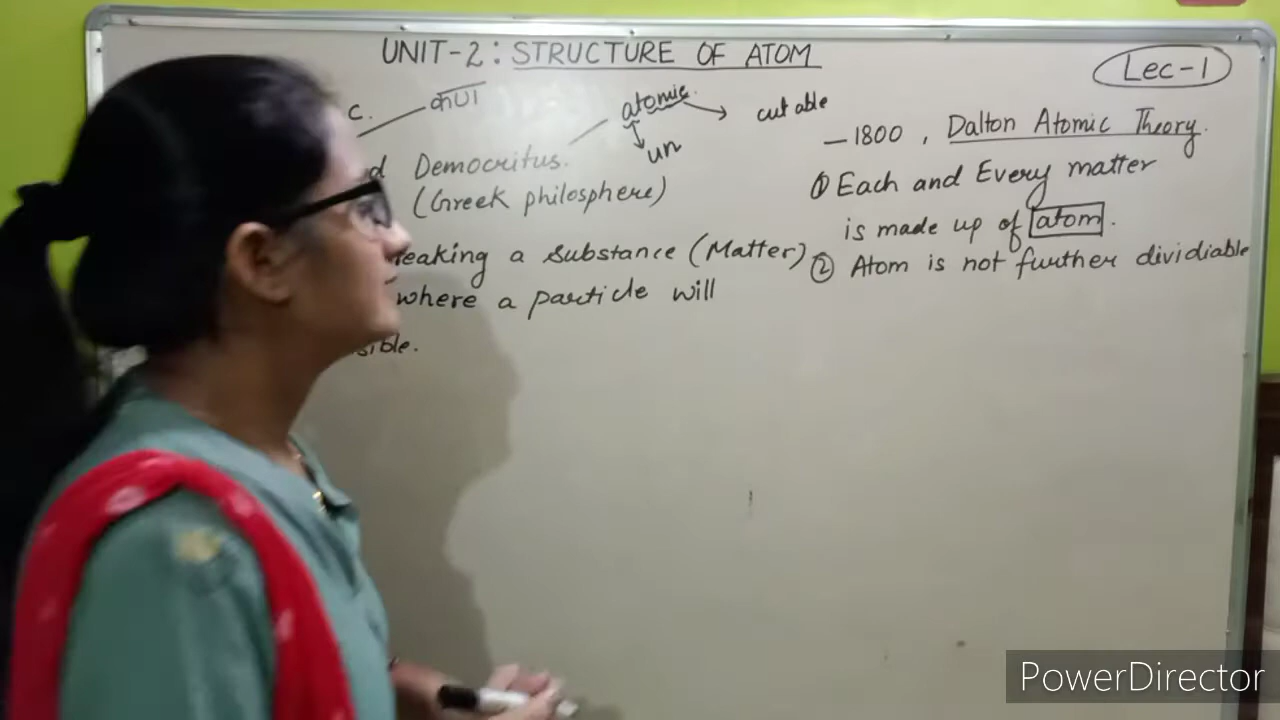 UNIT-2: STRUCTURE OF ATOM
Lec-1
c.
कण
atomic.
cut able
un
Democritus.
(Greek philosphere)
a substance (Matter)
where a particle will
—1800, Dalton Atomic Theory.
① Each and Every matter
is made up of atom.
② Atom is not further dividiable
PowerDirector